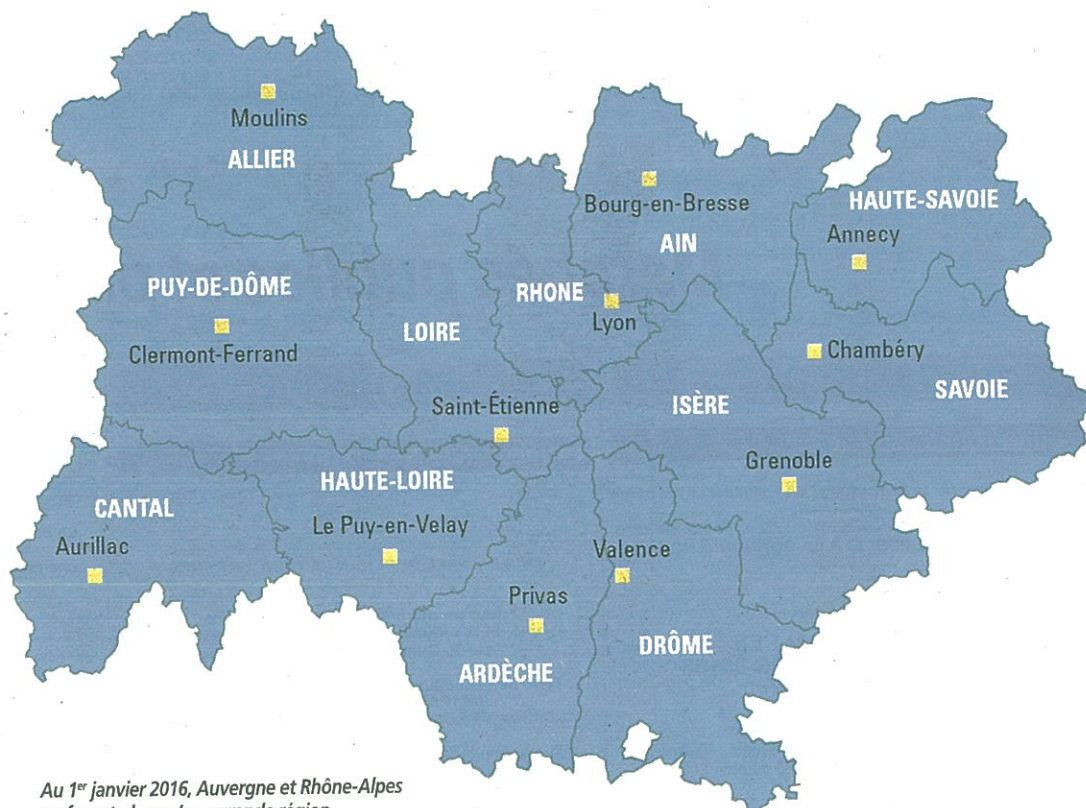 Moulins
ALLIER
Bourg-en-Bresse
AIN
HAUTE-SAVOIE
Annecy
PUY-DE-DÔME
Clermont-Ferrand
LOIRE
RHONE
Lyon
Chambéry
SAVOIE
ISÈRE
Saint-Étienne
Grenoble
CANTAL
Aurillac
HAUTE-LOIRE
Le Puy-en-Velay
Valence
Privas
ARDÈCHE
DRÔME
Au 1er janvier 2016, Auvergne et Rhône-Alpes